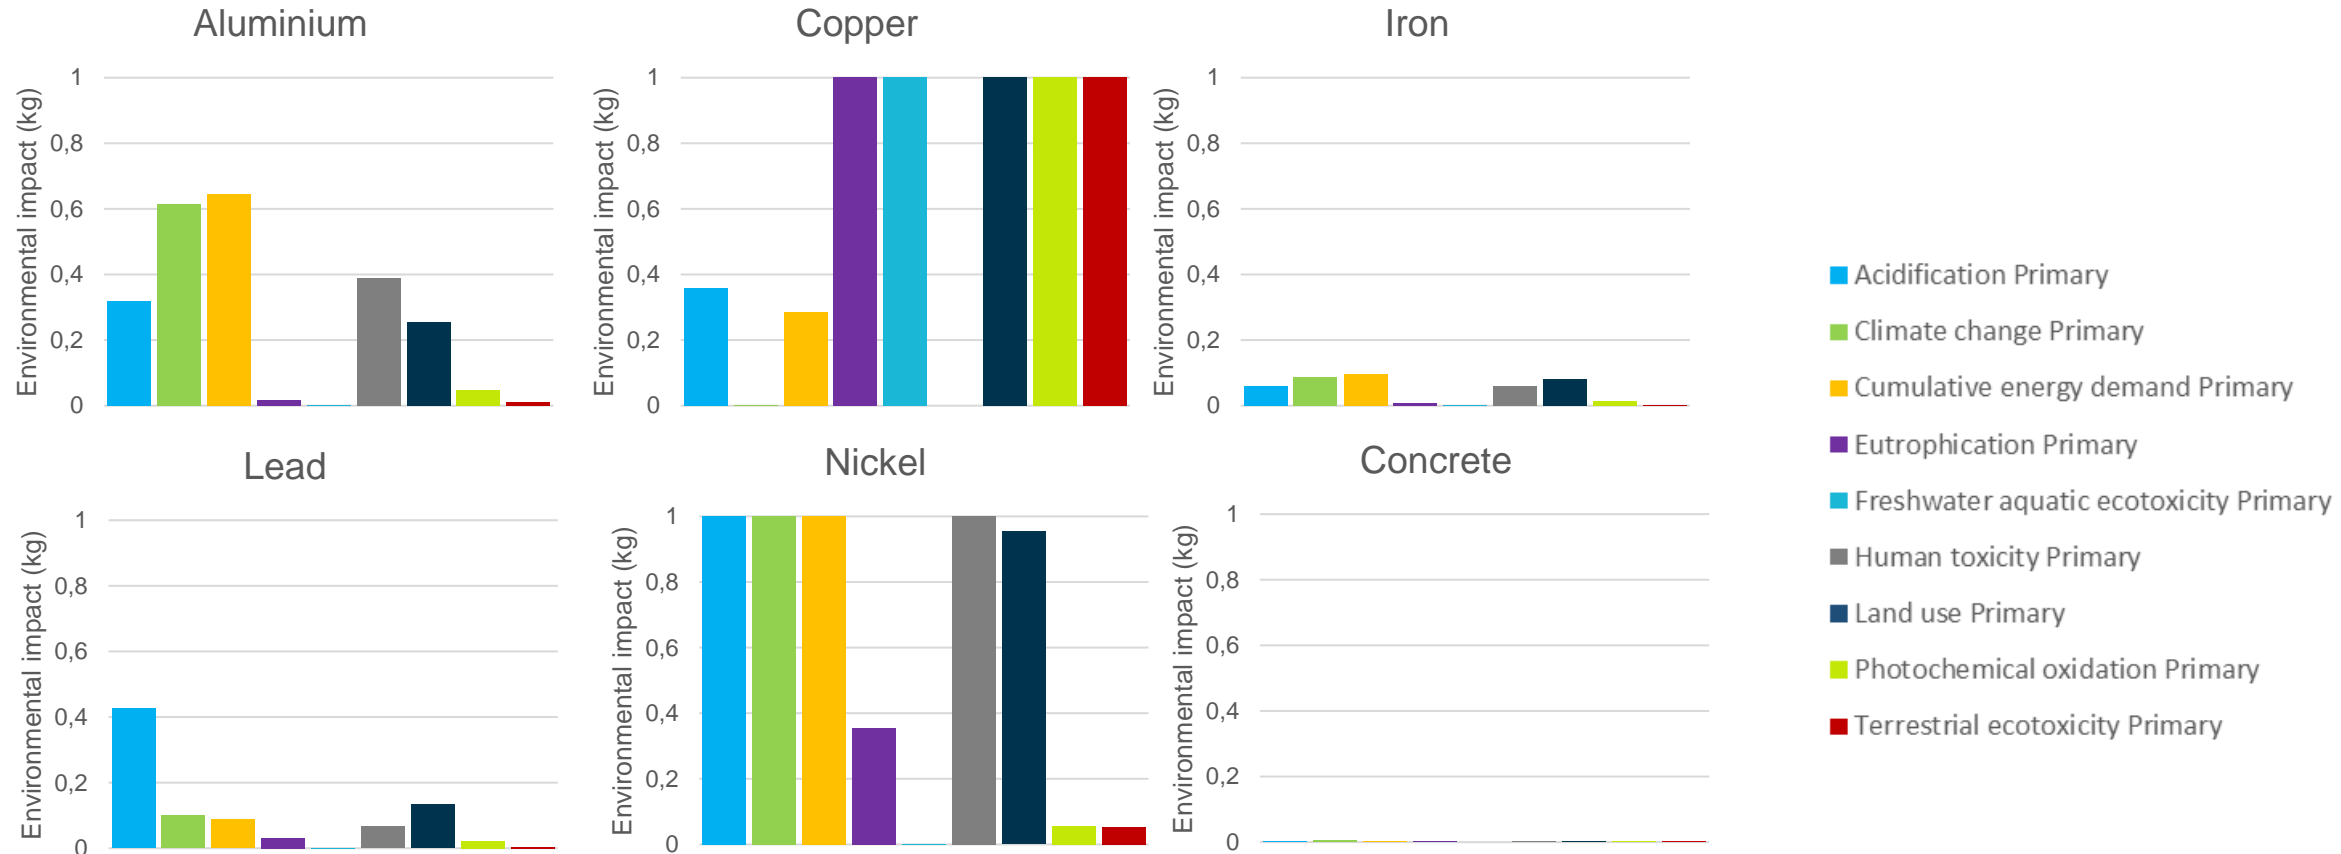 Aluminium
Copper
Iron
Environmental impact (kg)
1
0,8
0,6
0,4
0,2
0
Environmental impact (kg)
1
0,8
0,6
0,4
0,2
0
Environmental impact (kg)
1
0,8
0,6
0,4
0,2
0
Lead
Nickel
Concrete
Environmental impact (kg)
1
0,8
0,6
0,4
0,2
0
Environmental impact (kg)
1
0,8
0,6
0,4
0,2
0
Environmental impact (kg)
1
0,8
0,6
0,4
0,2
0
Acidification Primary
Climate change Primary
Cumulative energy demand Primary
Eutrophication Primary
Freshwater aquatic ecotoxicity Primary
Human toxicity Primary
Land use Primary
Photochemical oxidation Primary
Terrestrial ecotoxicity Primary